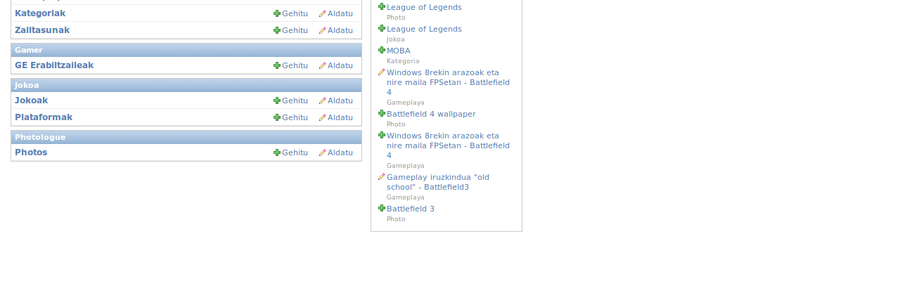 Kategoriak Gehitu Aldatu
Zailtasunak Gehitu Aldatu
Gamer
GE Erabiltzaileak Gehitu Aldatu
Jokoa
Jokoak Gehitu Aldatu
Plataformak Gehitu Aldatu
Photologue
Photos Gehitu Aldatu
League of Legends
Photo
League of Legends
Jokoa
MOBA
Kategoria
Windows 8rekin arazoak eta
nire maila FPSetan - Battlefield
4
Gameplaya
Battlefield 4 wallpaper
Photo
Windows 8rekin arazoak eta
nire maila FPSetan - Battlefield
4
Gameplaya
Gameplay iruzkindua "old
school" - Battlefield3
Gameplaya
Battlefield 3
Photo